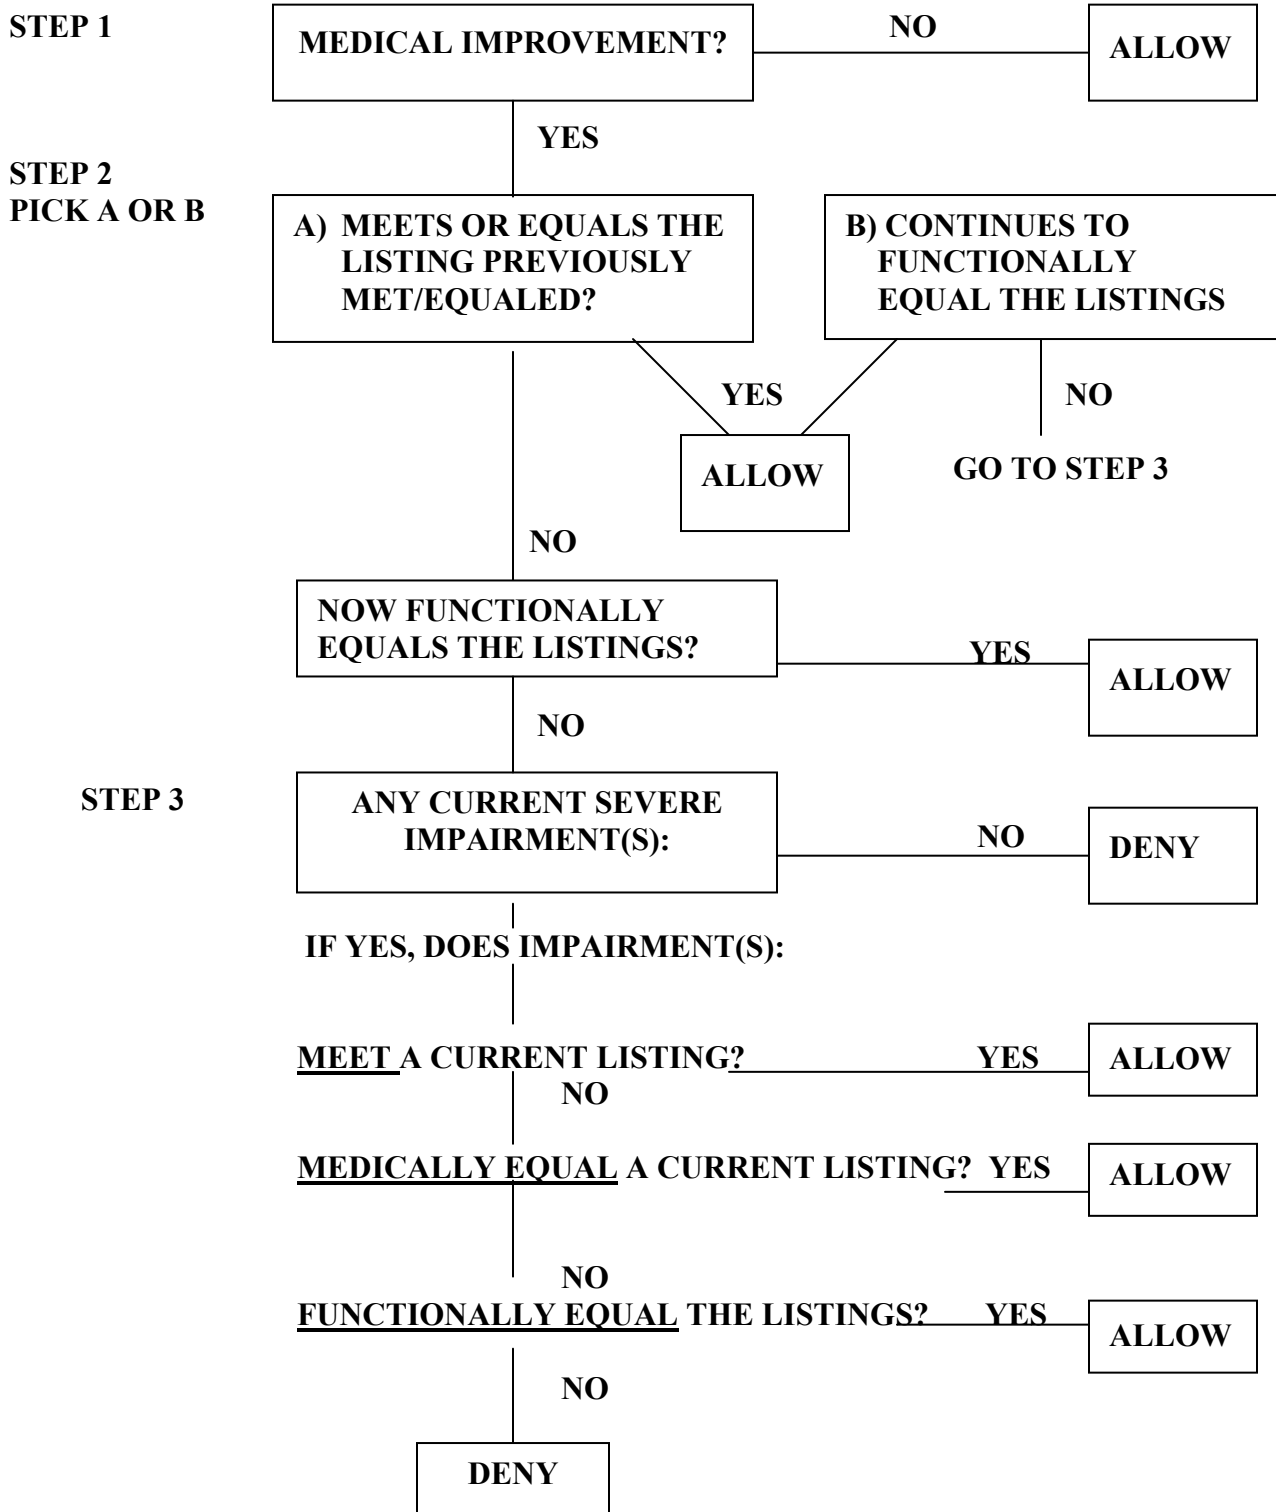 STEP 1
MEDICAL IMPROVEMENT?
NO
ALLOW
YES
STEP 2
PICK A OR B
A) MEETS OR EQUALS THE
LISTING PREVIOUSLY
MET/EQUALED?
B) CONTINUES TO
FUNCTIONALLY
EQUAL THE LISTINGS
YES
NO
ALLOW
GO TO STEP 3
NO
NOW FUNCTIONALLY
EQUALS THE LISTINGS?
YES
ALLOW
NO
STEP 3
ANY CURRENT SEVERE
IMPAIRMENT(S):
NO
DENY
IF YES, DOES IMPAIRMENT(S):
MEET A CURRENT LISTING?
YES
ALLOW
NO
MEDICALLY EQUAL A CURRENT LISTING? YES
ALLOW
NO
FUNCTIONALLY EQUAL THE LISTINGS?
YES
ALLOW
NO
DENY